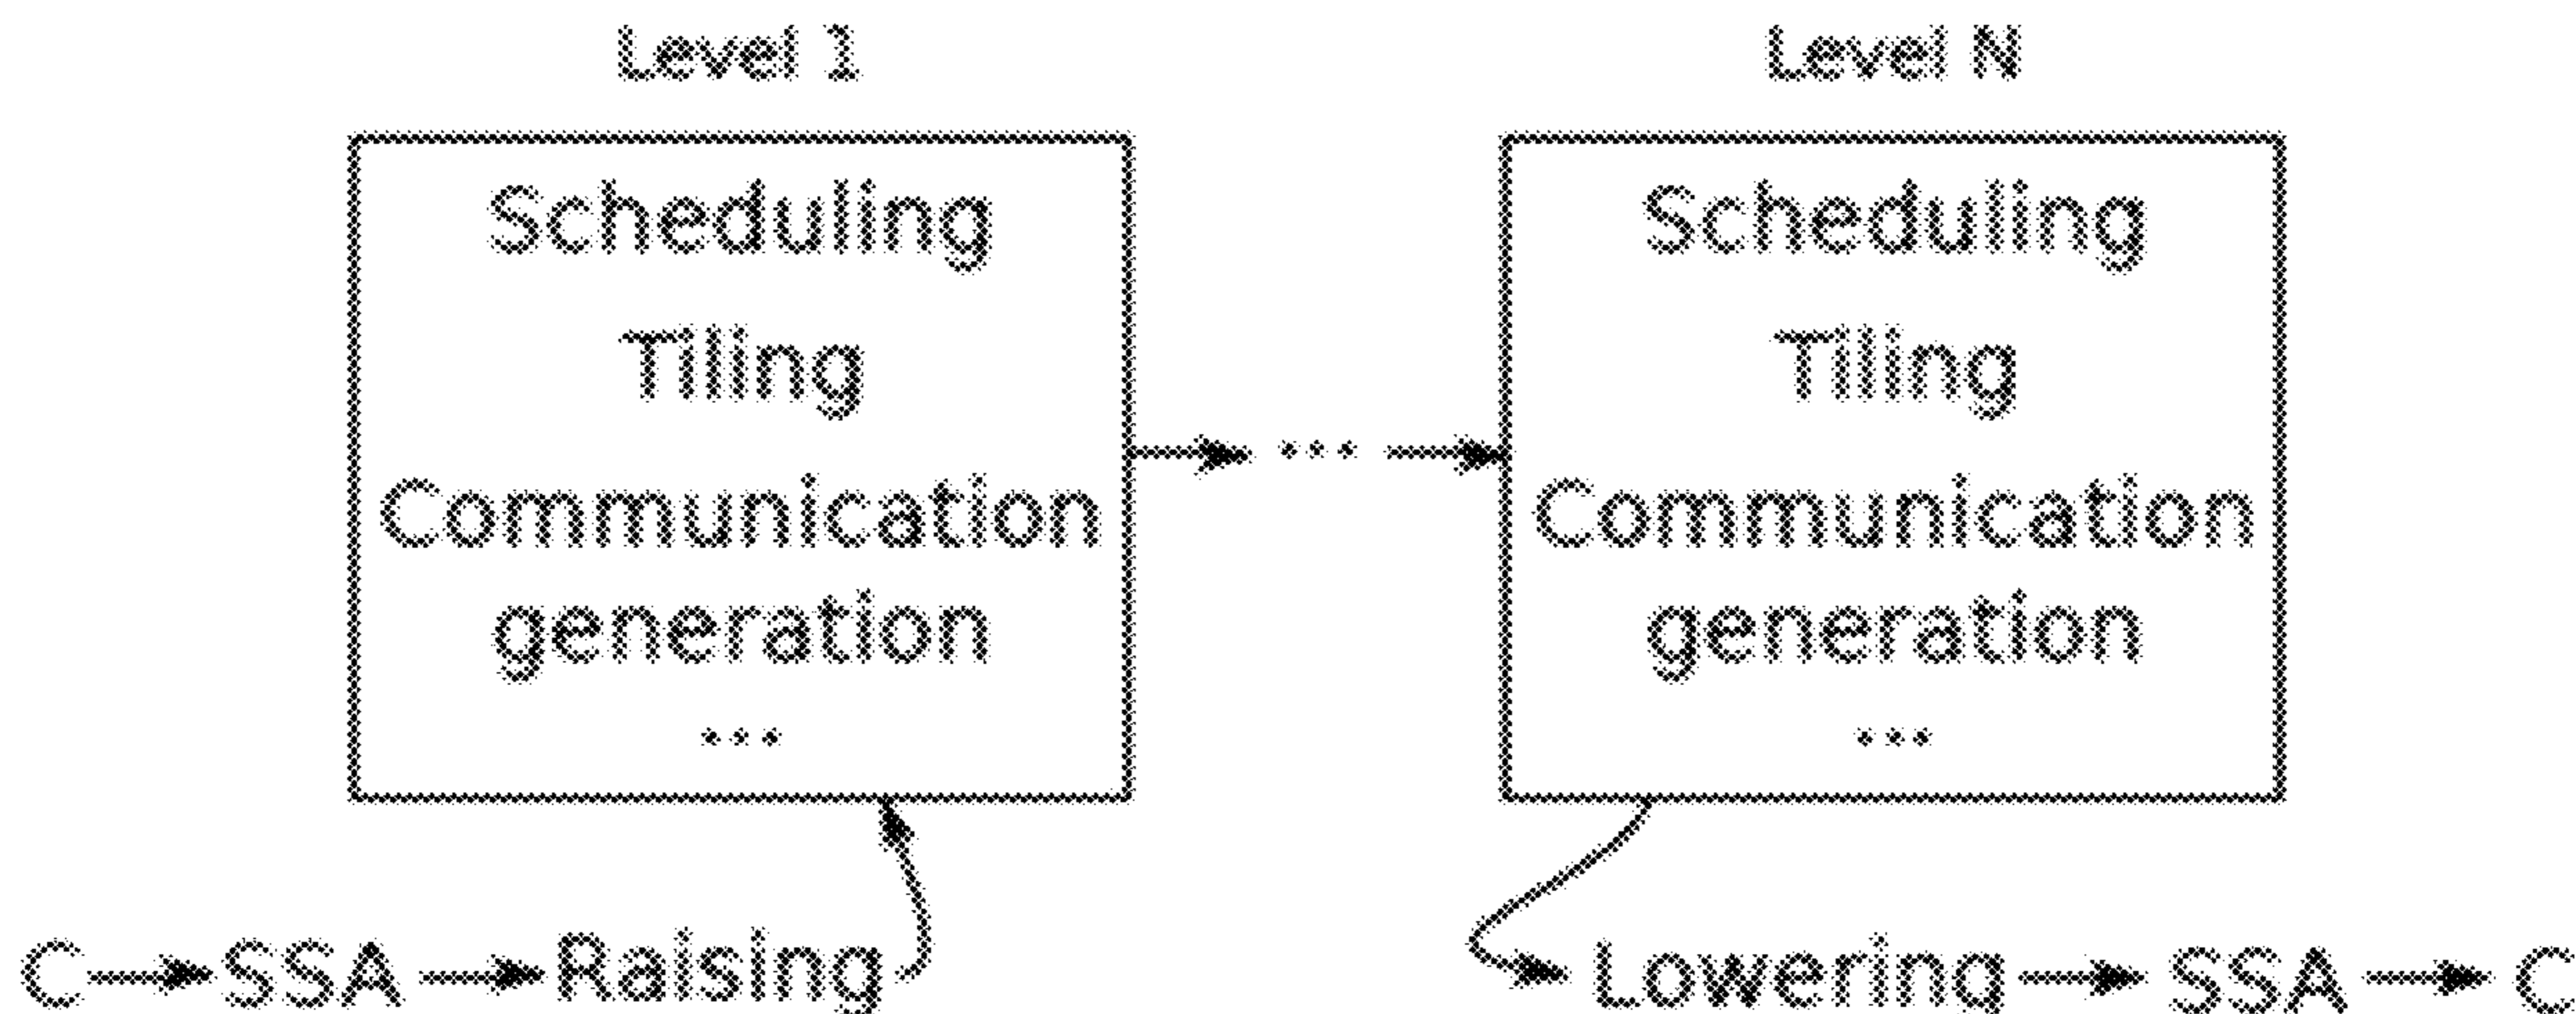 Level 1
Scheduling
Tiling
Communication
generation
...
...
Level N
Scheduling
Tiling
Communication
generation
...
C SSA Raising
Lowering SSA C